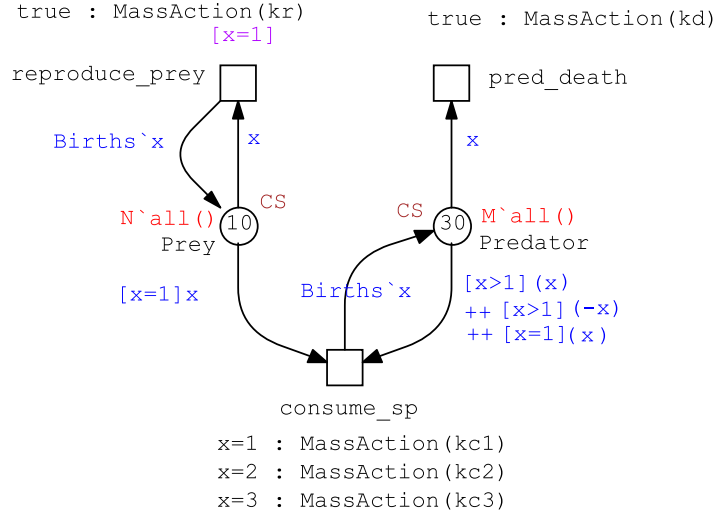 true : MassAction(kr)
true : MassAction(kd)
[x=1]
reproduce_prey
pred_death
Births`x
x
x
CS
CS
N`all()
10
30
M`all()
Prey
Predator
[x=1]x
Births`x
[x>1](x)
++[x>1](-x)
++[x=1](x)
consume_sp
x=1 : MassAction(kc1)
x=2 : MassAction(kc2)
x=3 : MassAction(kc3)